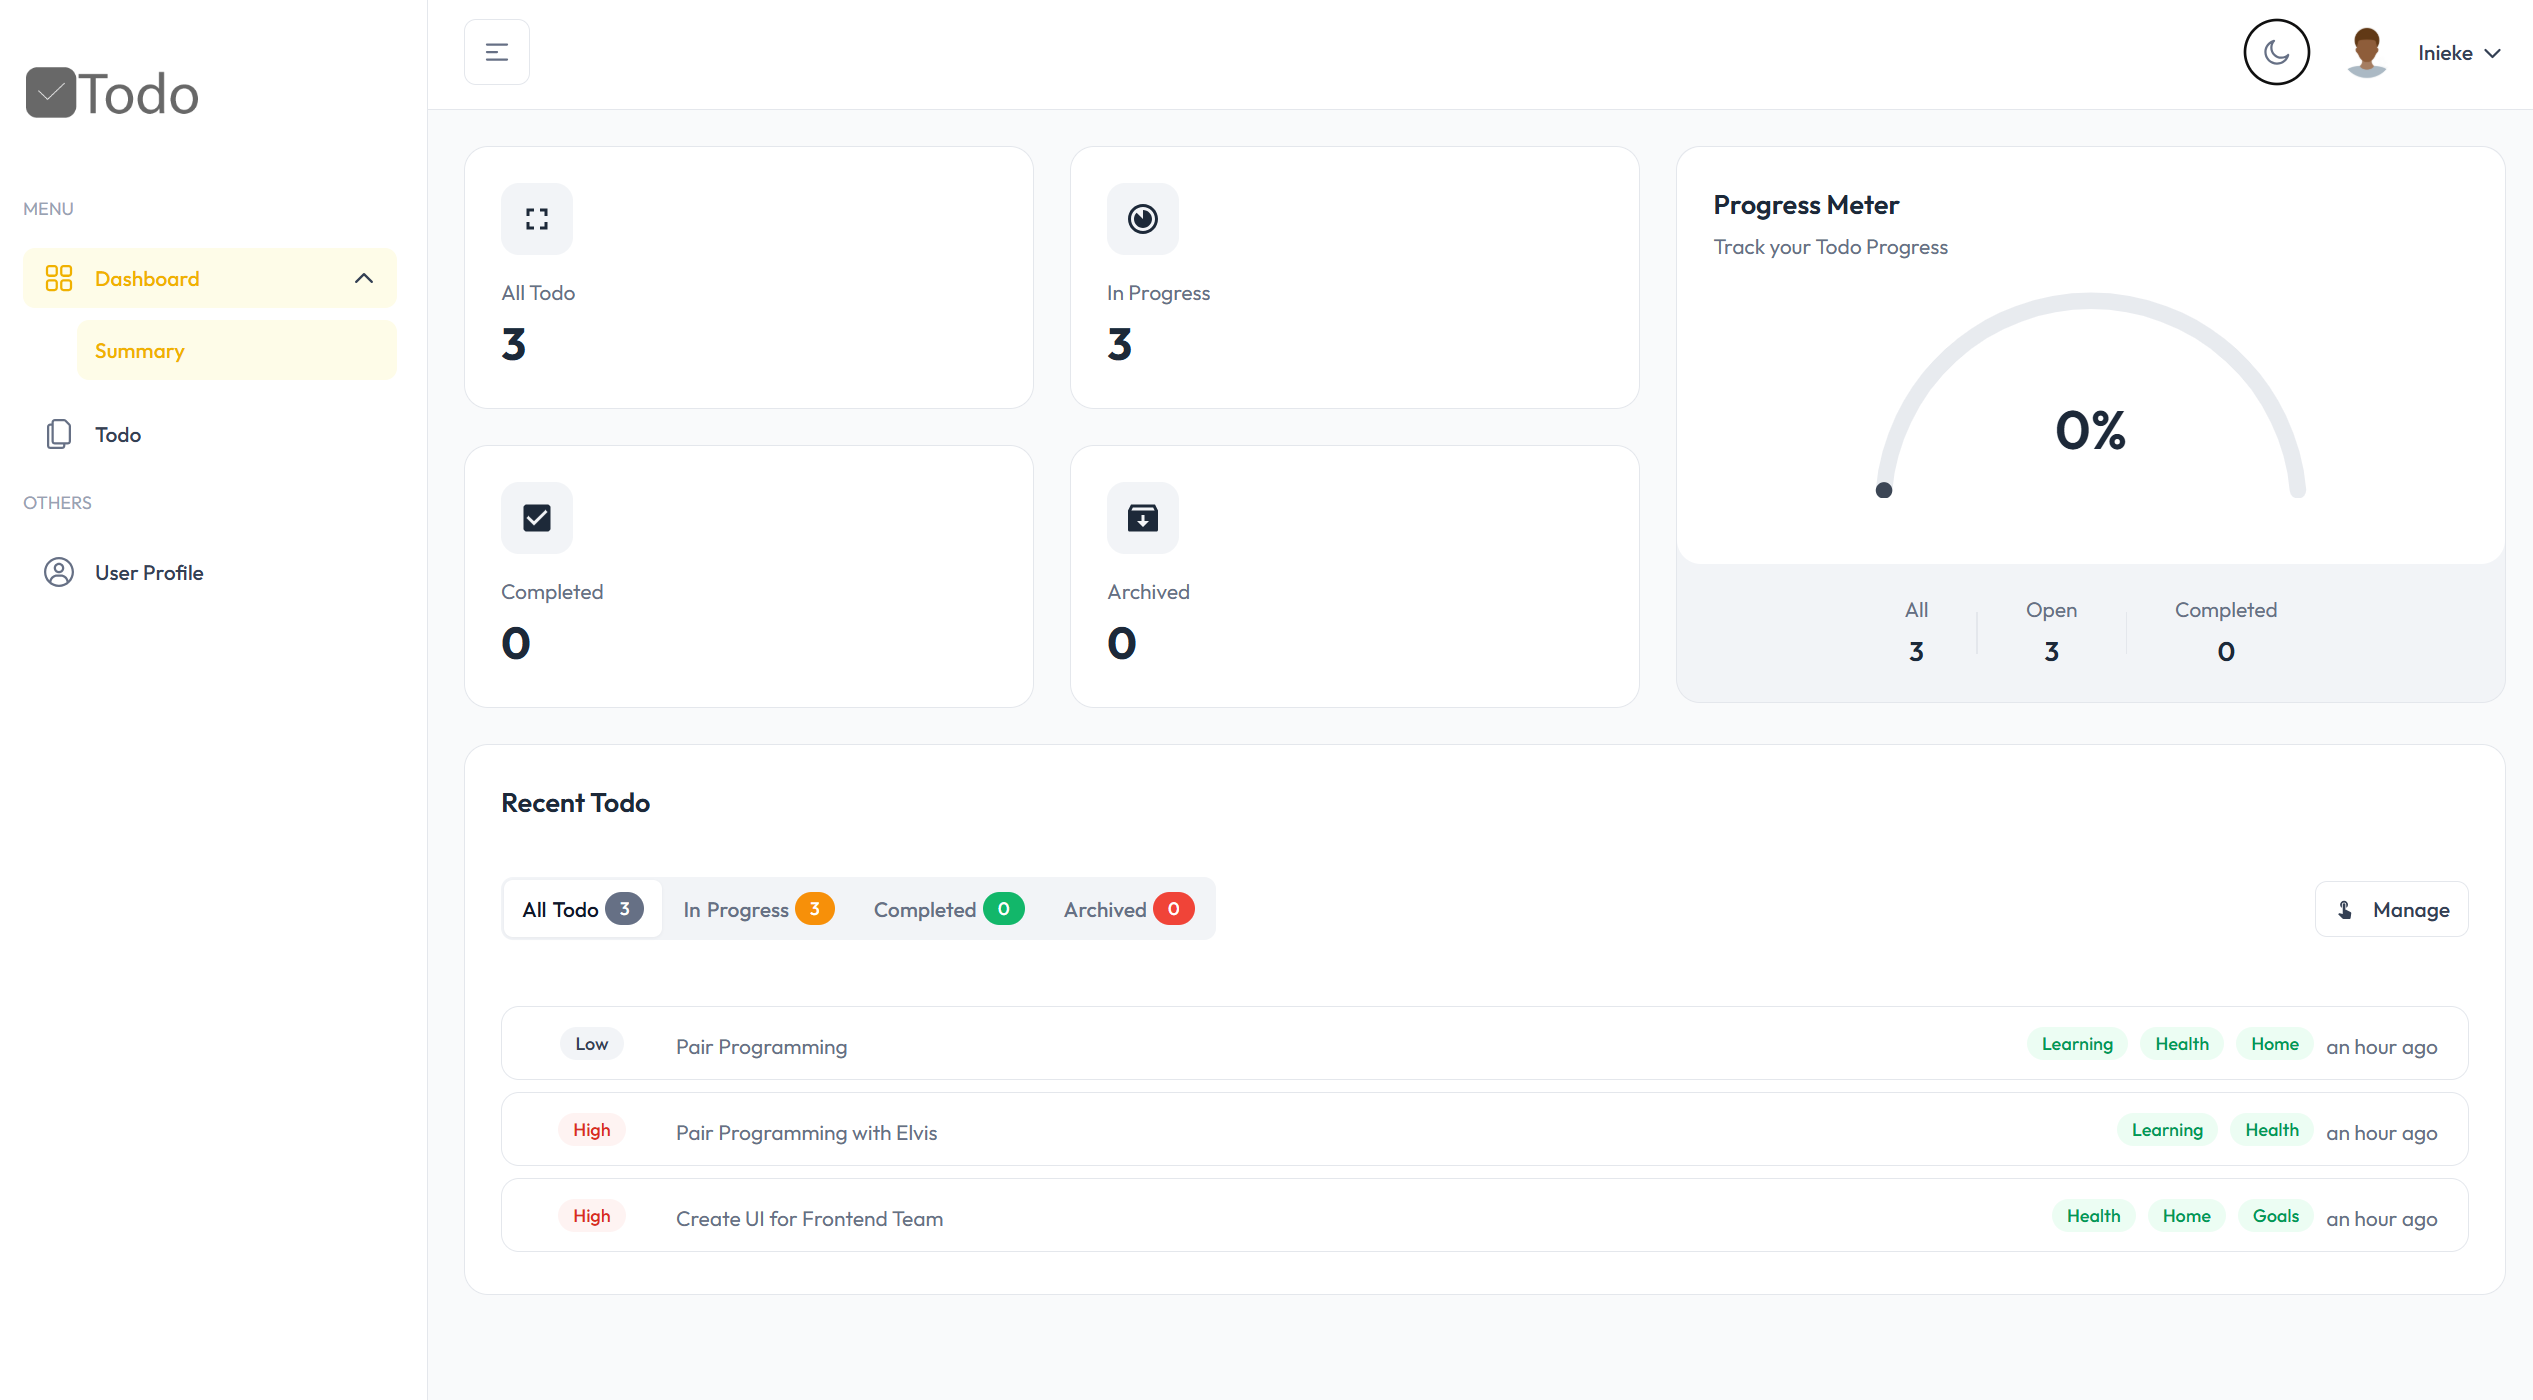 Todo
MENU
Dashboard
Summary
Todo
OTHERS
User Profile
Inieke
All Todo
3
In Progress
3
Completed
0
Archived
0
Progress Meter
Track your Todo Progress
0%
All
3
Open
3
Completed
0
Recent Todo
All Todo 3 In Progress 3 Completed 0 Archived 0
Manage
Low Pair Programming Learning Health Home an hour ago
High Pair Programming with Elvis Learning Health an hour ago
High Create UI for Frontend Team Health Home Goals an hour ago